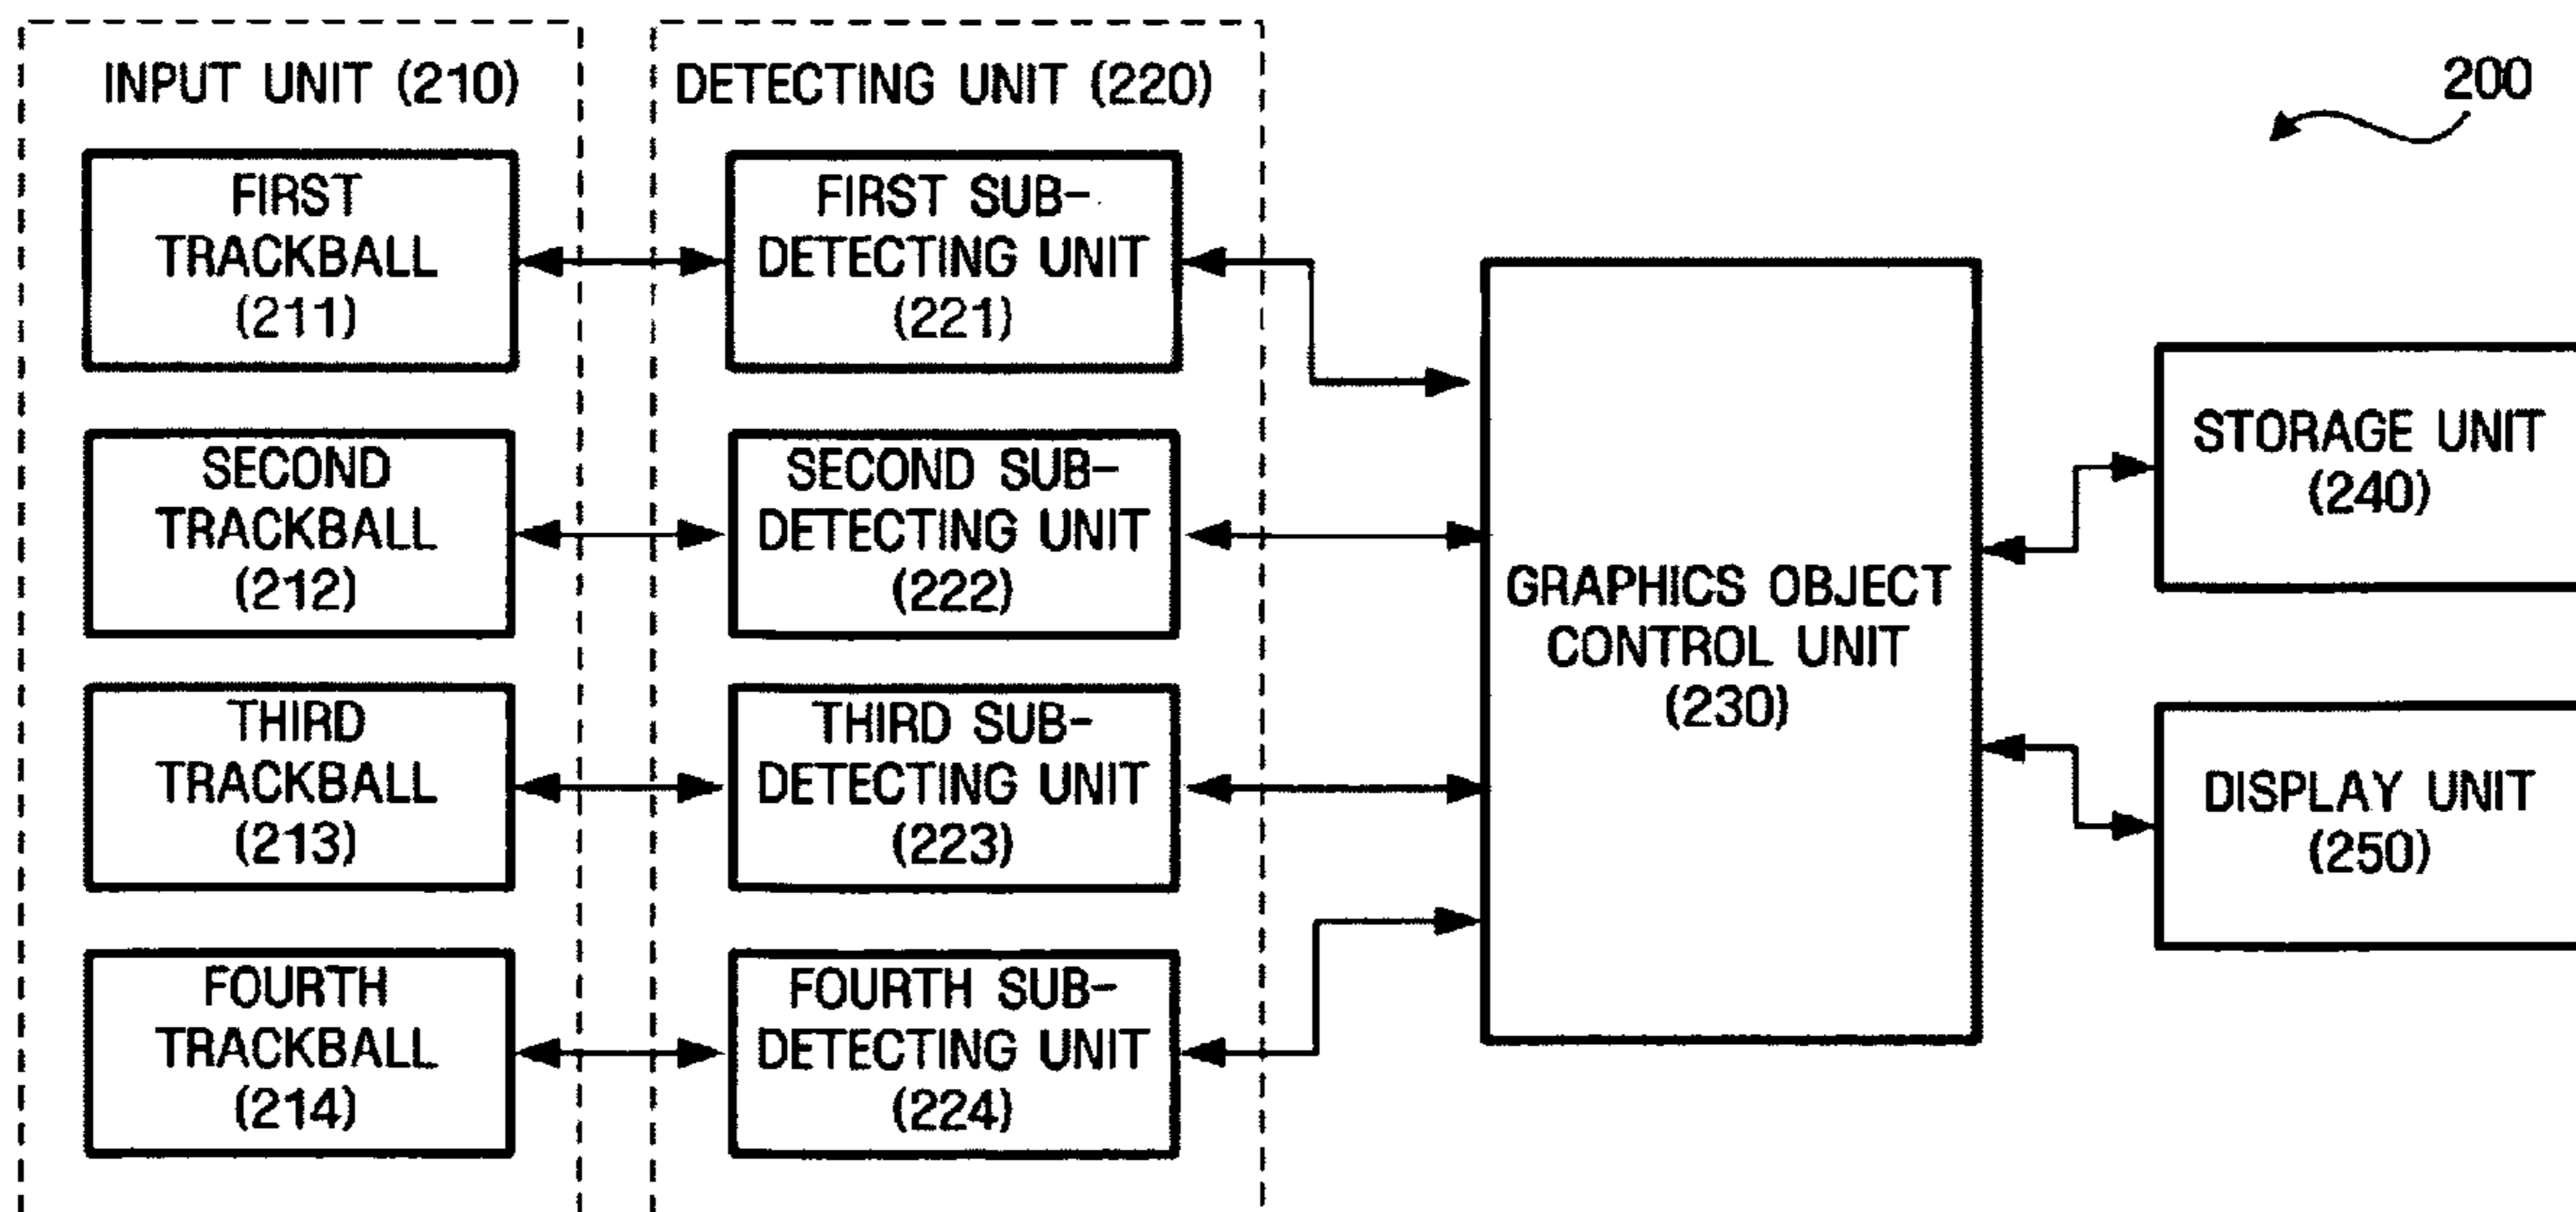 INPUT UNIT (210)
DETECTING UNIT (220)
200
FIRST
TRACKBALL
(211)
FIRST SUB-
DETECTING UNIT
(221)
SECOND
TRACKBALL
(212)
SECOND SUB-
DETECTING UNIT
(222)
THIRD
TRACKBALL
(213)
THIRD SUB-
DETECTING UNIT
(223)
FOURTH
TRACKBALL
(214)
FOURTH SUB-
DETECTING UNIT
(224)
GRAPHICS OBJECT
CONTROL UNIT
(230)
STORAGE UNIT
(240)
DISPLAY UNIT
(250)